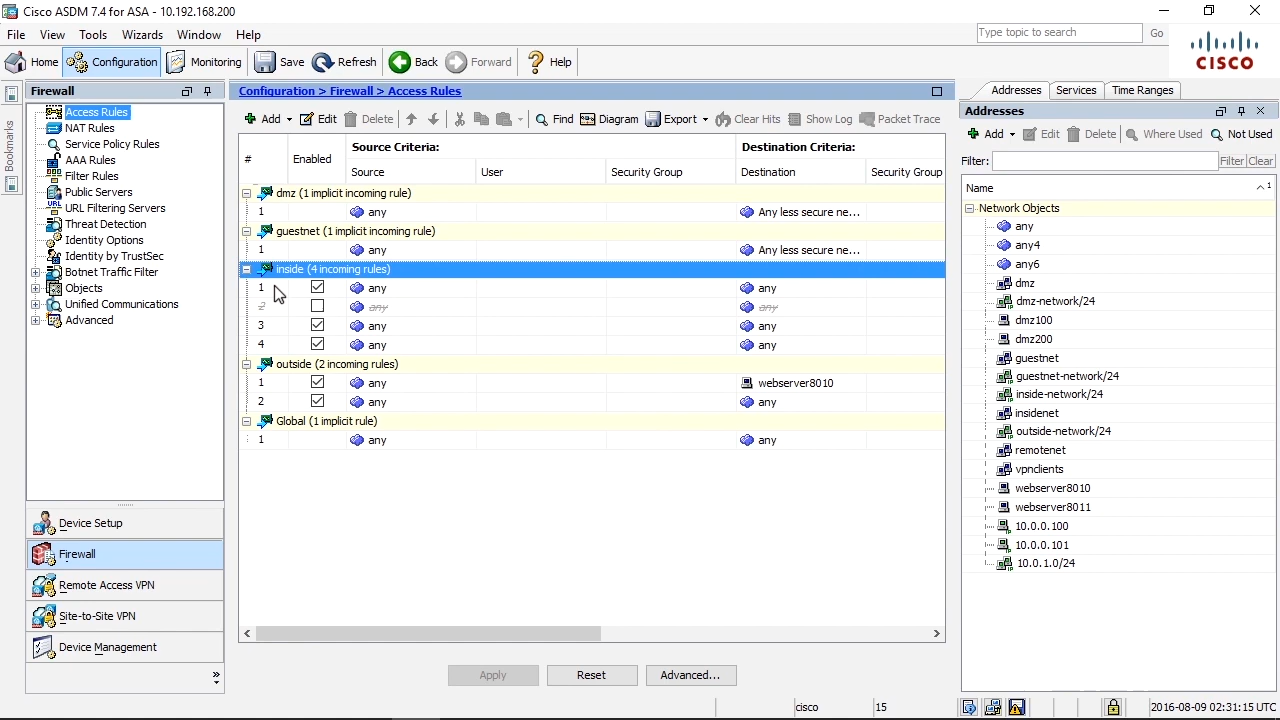 Cisco ASDM 7.4 for ASA - 10.192.168.200
File View Tools Wizards Window Help
Type topic to search Go
CISCO
Home Configuration Monitoring Save Refresh Back Forward Help
Bookmarks
Firewall
Access Rules
NAT Rules
Service Policy Rules
AAA Rules
Filter Rules
Public Servers
URL Filtering Servers
Threat Detection
Identity Options
Identity by TrustSec
Botnet Traffic Filter
Objects
Unified Communications
Advanced
Device Setup
Firewall
Remote Access VPN
Site-to-Site VPN
Device Management
Configuration > Firewall > Access Rules
Add Edit Delete Find Diagram Export Clear Hits Show Log Packet Trace
# Enabled Source Criteria: Destination Criteria:
Source User Security Group Destination Security Group
dmz (1 implicit incoming rule)
1 any Any less secure ne...
guestnet (1 implicit incoming rule)
1 any Any less secure ne...
inside (4 incoming rules)
1 any any
2 any any
3 any any
4 any any
outside (2 incoming rules)
1 any webserver8010
2 any any
Global (1 implicit rule)
1 any any
Apply Reset Advanced...
Addresses Services Time Ranges
Addresses
Add Edit Delete Where Used Not Used
Filter: Filter Clear
Name 1
Network Objects
any
any4
any6
dmz
dmz-network/24
dmz100
dmz200
guestnet
guestnet-network/24
inside-network/24
insidenet
outside-network/24
remotenet
vpnclients
webserver8010
webserver8011
10.0.0.100
10.0.0.101
10.0.1.0/24
cisco 15 2016-08-09 02:31:15 UTC